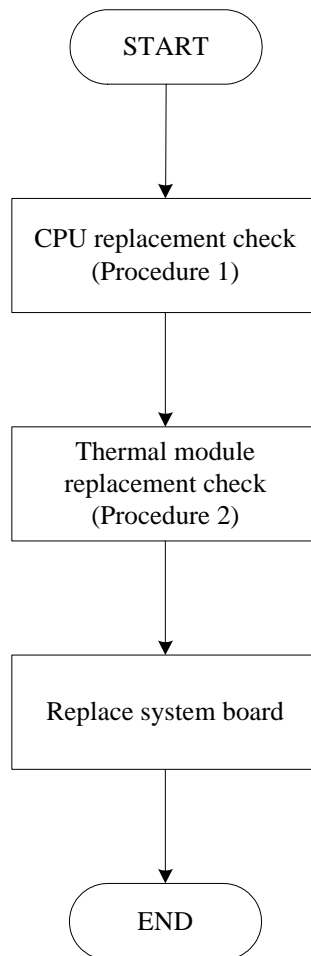 START
CPU replacement check
(Procedure 1)
Thermal module
replacement check
(Procedure 2)
Replace system board
END